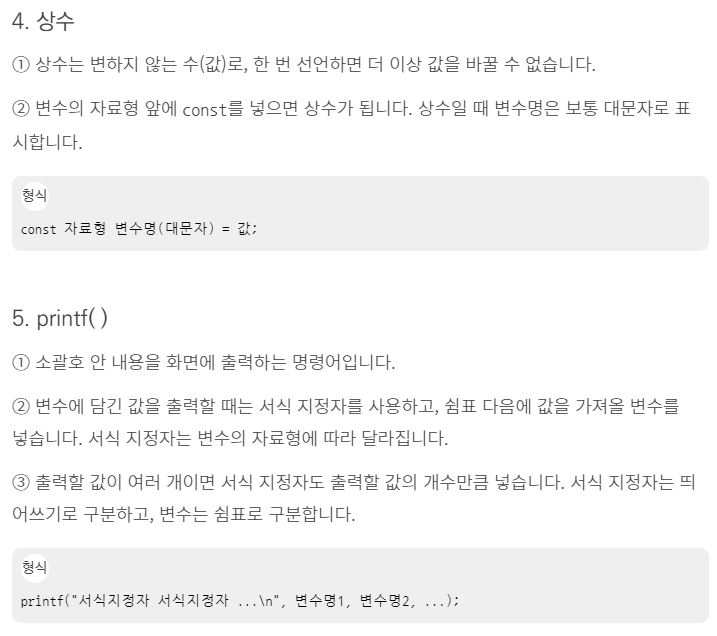 4. 상수
① 상수는 변하지 않는 수(값)로, 한 번 선언하면 더 이상 값을 바꿀 수 없습니다.
② 변수의 자료형 앞에 const를 넣으면 상수가 됩니다. 상수일 때 변수명은 보통 대문자로 표
시합니다.
형식
const 자료형 변수명(대문자) = 값;
5. printf( )
① 소괄호 안 내용을 화면에 출력하는 명령어입니다.
② 변수에 담긴 값을 출력할 때는 서식 지정자를 사용하고, 쉼표 다음에 값을 가져올 변수를
넣습니다. 서식 지정자는 변수의 자료형에 따라 달라집니다.
③ 출력할 값이 여러 개이면 서식 지정자도 출력할 값의 개수만큼 넣습니다. 서식 지정자는 띄
어쓰기로 구분하고, 변수는 쉼표로 구분합니다.
형식
printf("서식지정자 서식지정자 ...\n", 변수명1, 변수명2, ...);